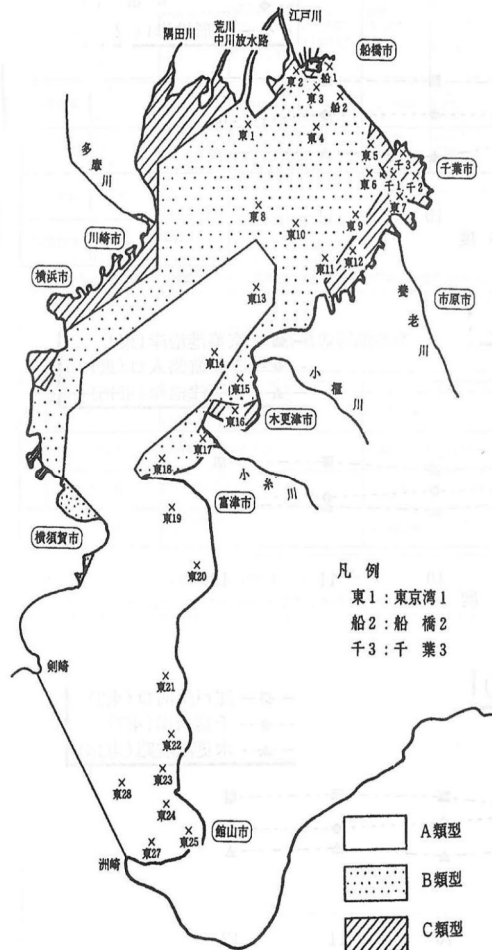 江戸川
荒川
中川放水路
隅田川
船橋市
船1
東2
東3
船2
東1
東4
多摩川
東5
千葉市
千3
東6
千1
千2
東7
東8
川崎市
東9
東10
横浜市
東11
東12
養老川
市原市
東13
東14
小櫃川
東15
東16
木更津市
東17
東18
小糸川
富津市
東19
横須賀市
東20
凡 例
東1：東京湾1
船2：船 橋2
千3：千 葉3
剣崎
東21
東22
東23
東28
東24
東25
館山市
東27
洲崎
A類型
B類型
C類型